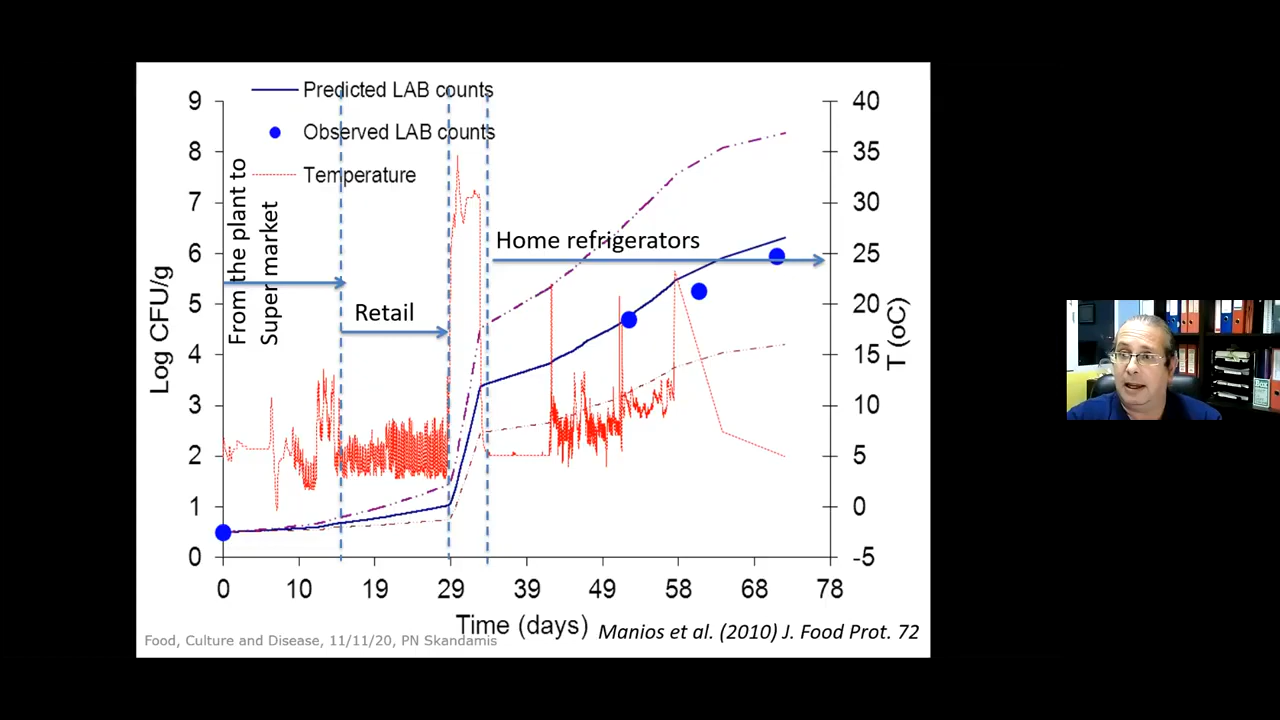 Predicted LAB counts
Observed LAB counts
Temperature
From the plant to
Super market
Retail
Home refrigerators
Log CFU/g
9
8
7
6
5
4
3
2
1
0
40
35
30
25
20
15
10
5
0
-5
T (oC)
0 10 19 29 39 49 58 68 78
Time (days)
Food, Culture and Disease, 11/11/20, PN Skandamis
Manios et al. (2010) J. Food Prot. 72
Box